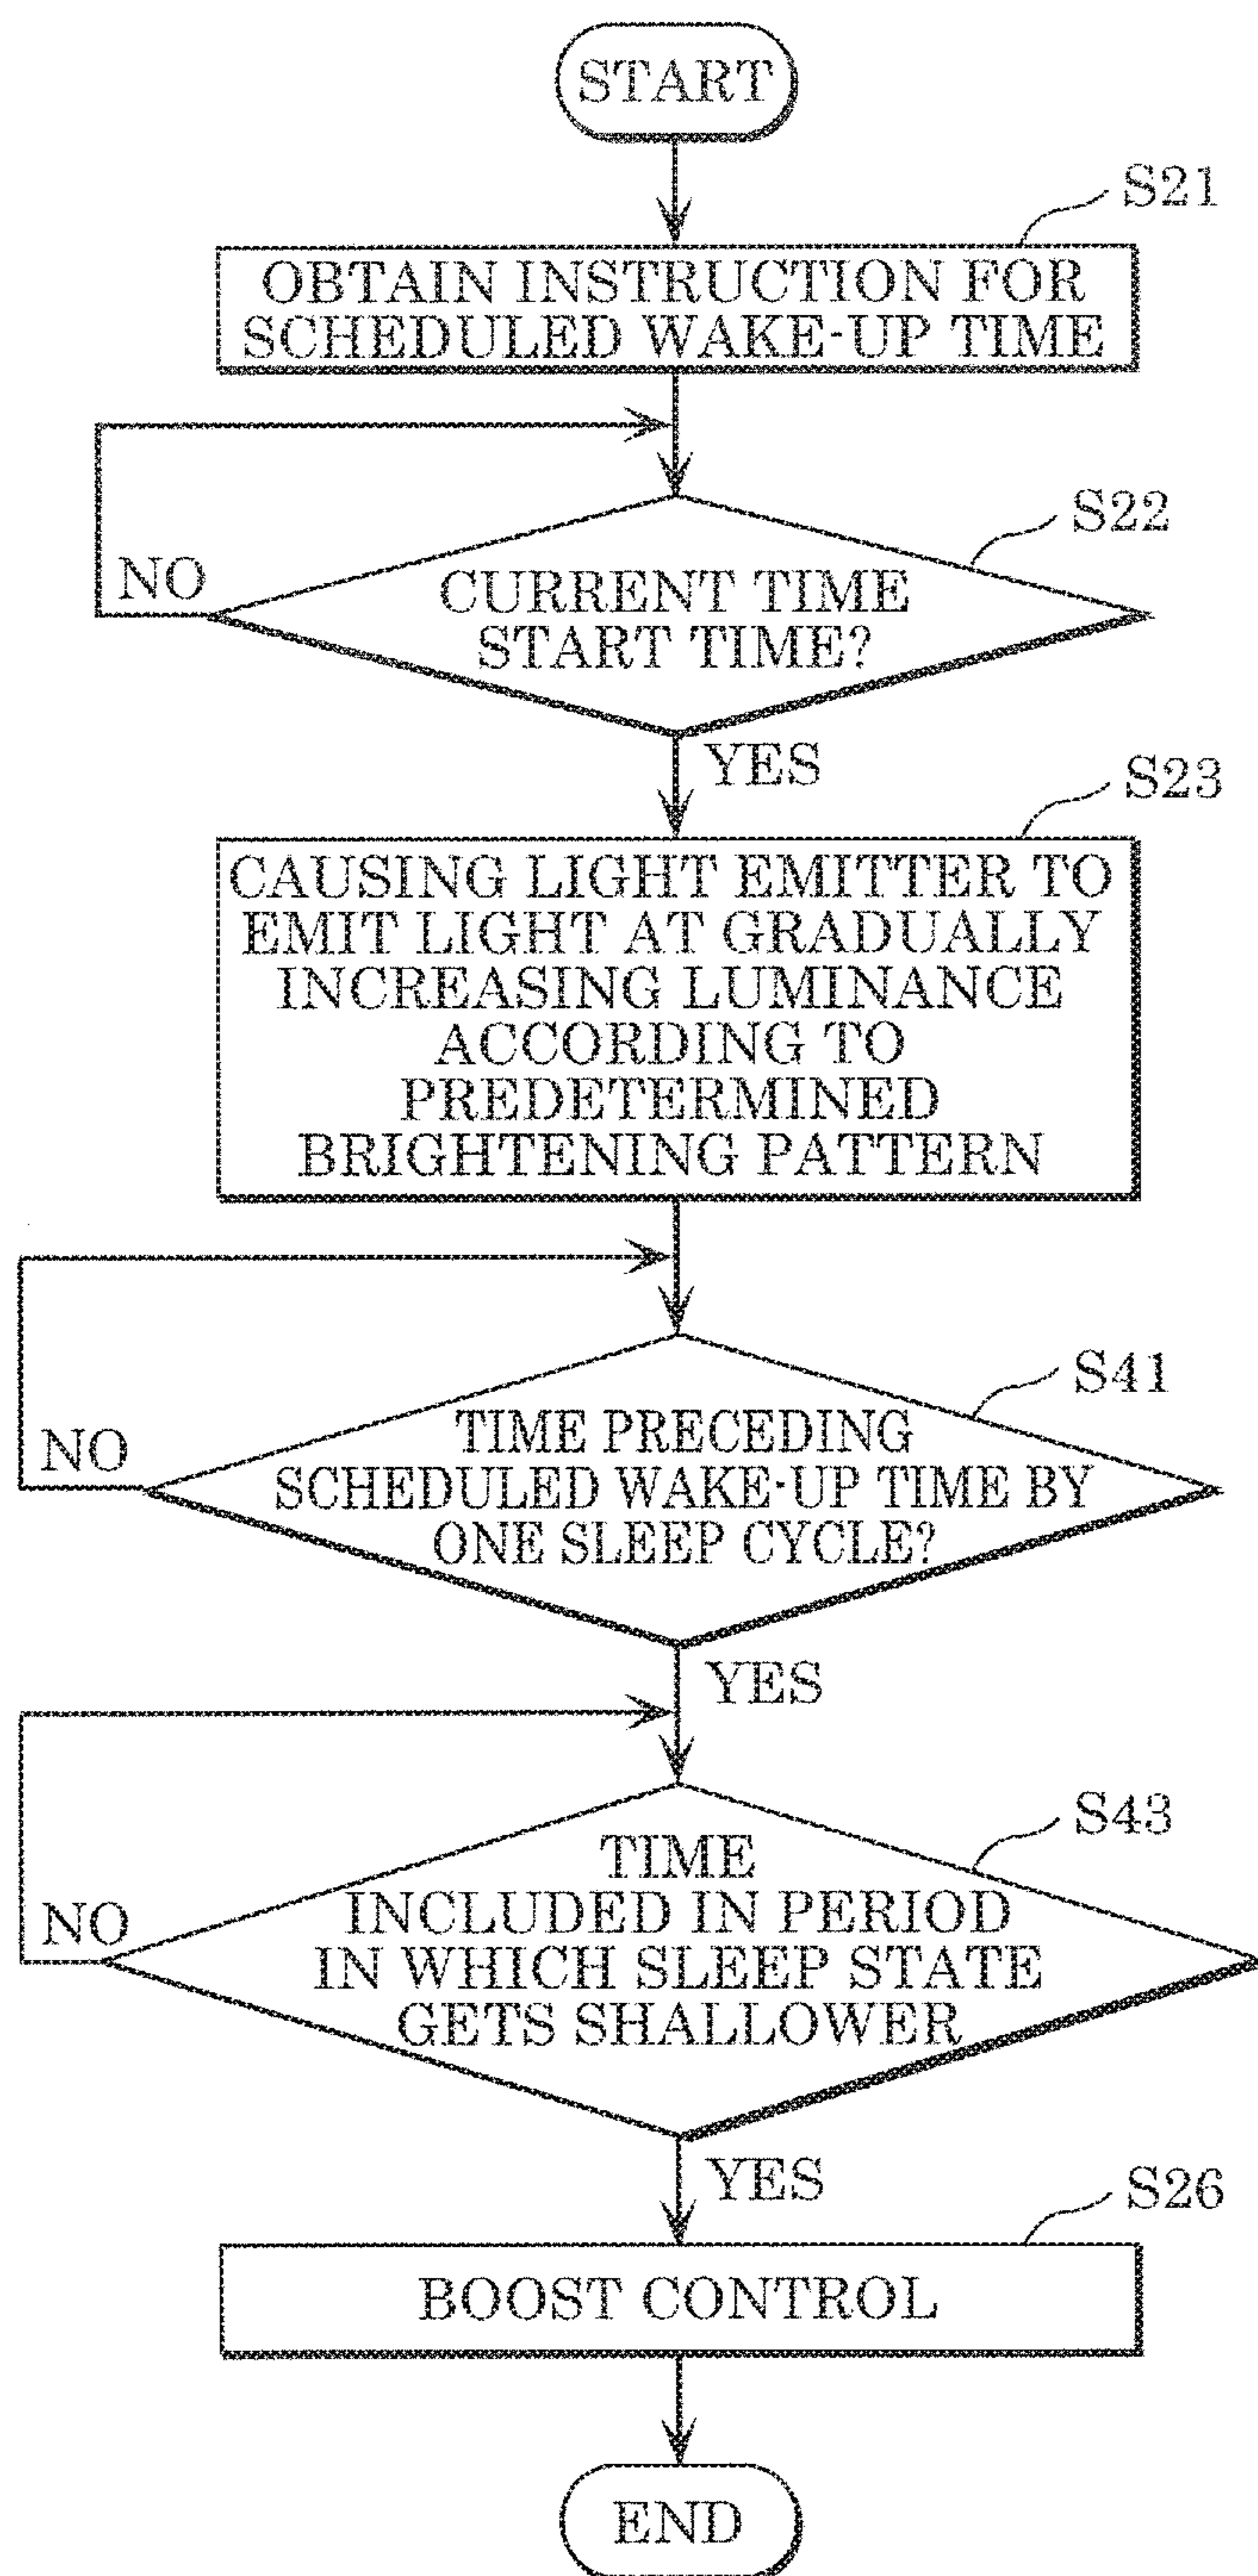 START
S21
OBTAIN INSTRUCTION FOR
SCHEDULED WAKE-UP TIME
S22
NO
CURRENT TIME
START TIME?
YES
S23
CAUSING LIGHT EMITTER TO
EMIT LIGHT AT GRADUALLY
INCREASING LUMINANCE
ACCORDING TO
PREDETERMINED
BRIGHTENING PATTERN
S41
NO
TIME PRECEDING
SCHEDULED WAKE-UP TIME BY
ONE SLEEP CYCLE?
YES
S43
NO
TIME
INCLUDED IN PERIOD
IN WHICH SLEEP STATE
GETS SHALLOWER
YES
S26
BOOST CONTROL
END